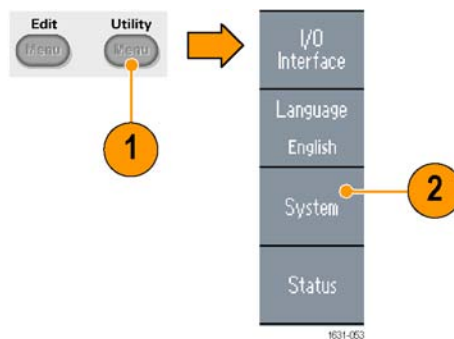 Edit Utility
Menu Menu
1
I/O
Interface
Language
English
System
2
Status
1631-053